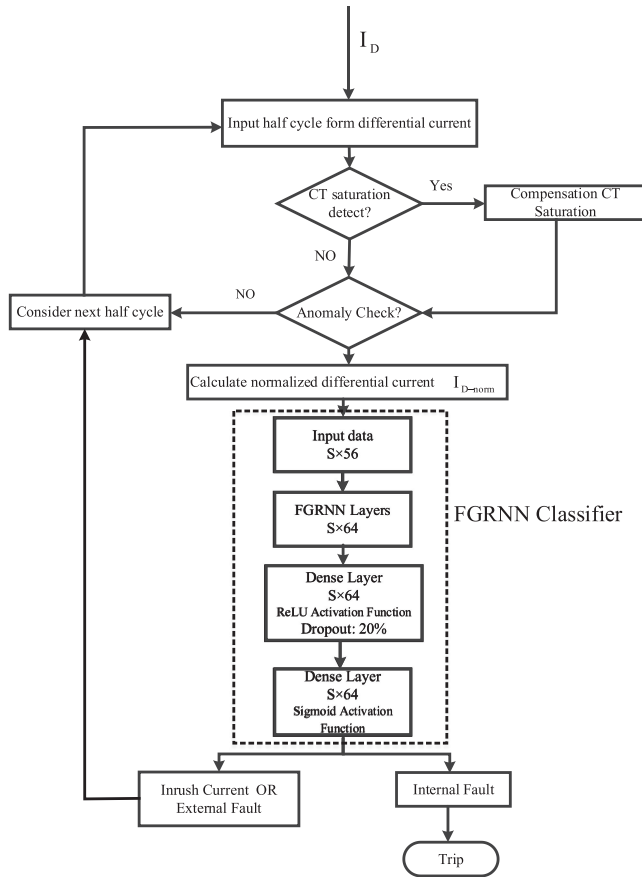 I_D
Input half cycle form differential current
CT saturation
detect?
Yes
Compensation CT
Saturation
NO
Anomaly Check?
NO
Consider next half cycle
Calculate normalized differential current I_D_norm
Input data
S×56
FGRNN Layers
S×64
FGRNN Classifier
Dense Layer
S×64
ReLU Activation Function
Dropout: 20%
Dense Layer
S×64
Sigmoid Activation
Function
Inrush Current OR
External Fault
Internal Fault
Trip